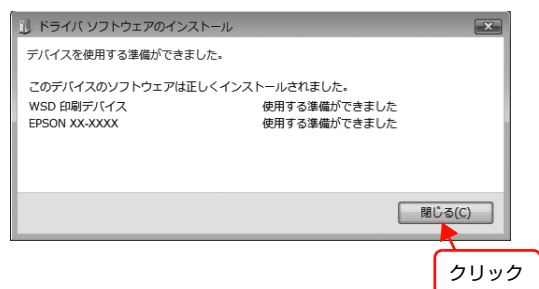 ドライバ ソフトウェアのインストール
デバイスを使用する準備ができました。
このデバイスのソフトウェアは正しくインストールされました。
WSD 印刷デバイス 使用する準備ができました
EPSON XX-XXXX 使用する準備ができました
閉じる(C)
クリック